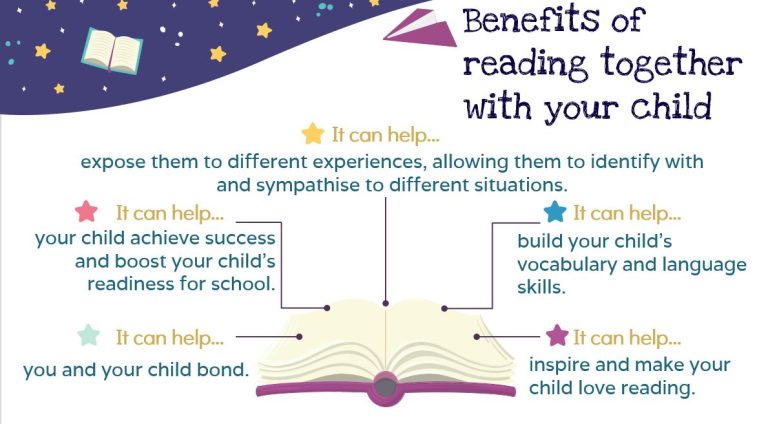 Benefits of
reading together
with your child
It can help...
expose them to different experiences, allowing them to identify with
and sympathise to different situations.
It can help...
your child achieve success
and boost your child's
readiness for school.
It can help...
build your child's
vocabulary and language
skills.
It can help...
you and your child bond.
It can help...
inspire and make your
child love reading.